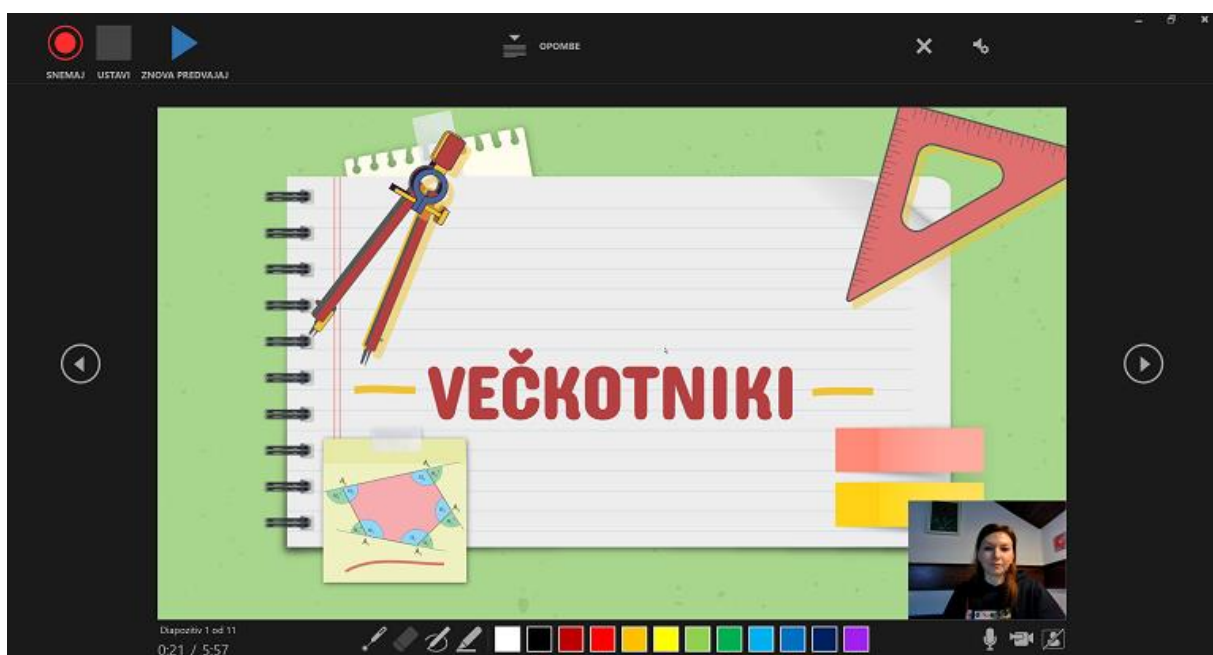 SNEMAJ USTAVI ZNOVA PREDVAJAJ
OPOMBE
VEČKOTNIKI
Diapozitiv 1 od 11
0:21 / 5:57